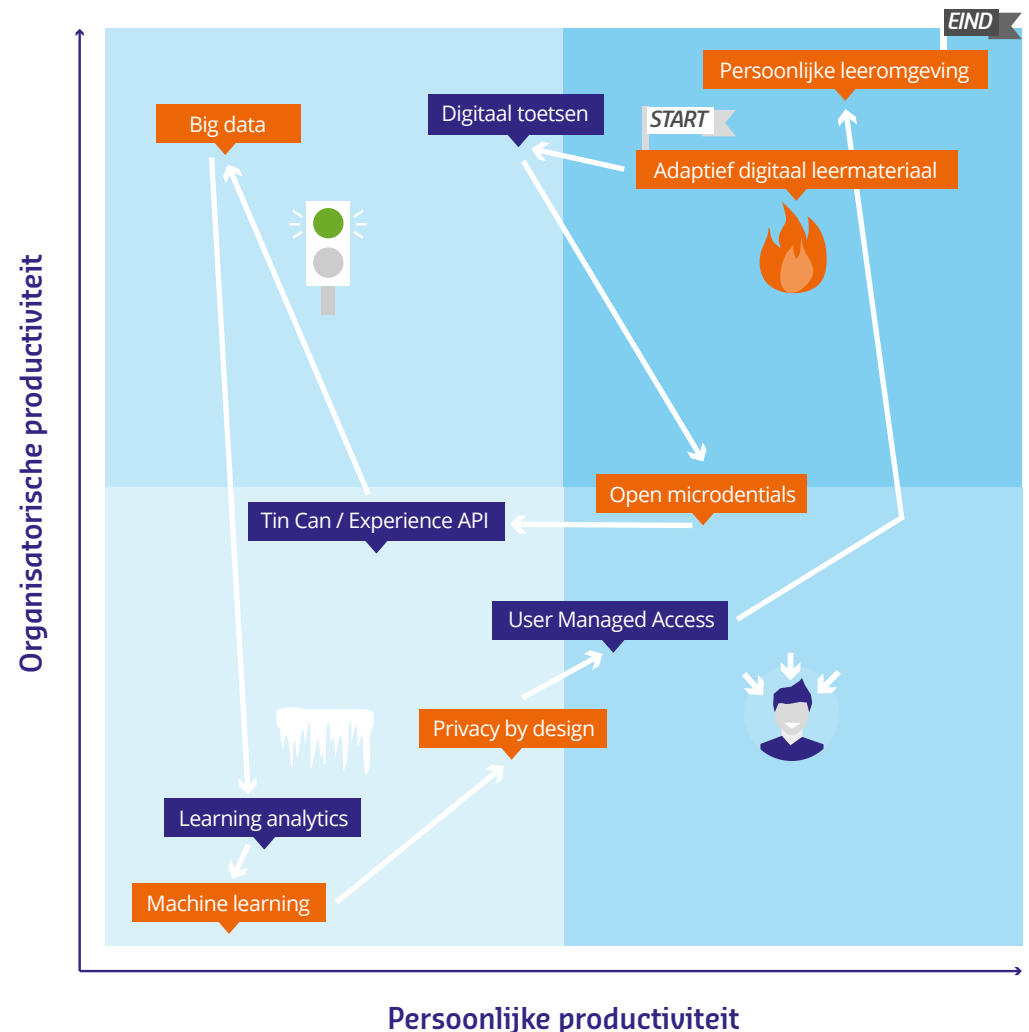 EIND
Persoonlijke leeromgeving
Big data
Digitaal toetsen
START
Adaptief digitaal leermateriaal
Organisatorische productiviteit
Open microdentials
Tin Can / Experience API
User Managed Access
Privacy by design
Learning analytics
Machine learning
Persoonlijke productiviteit